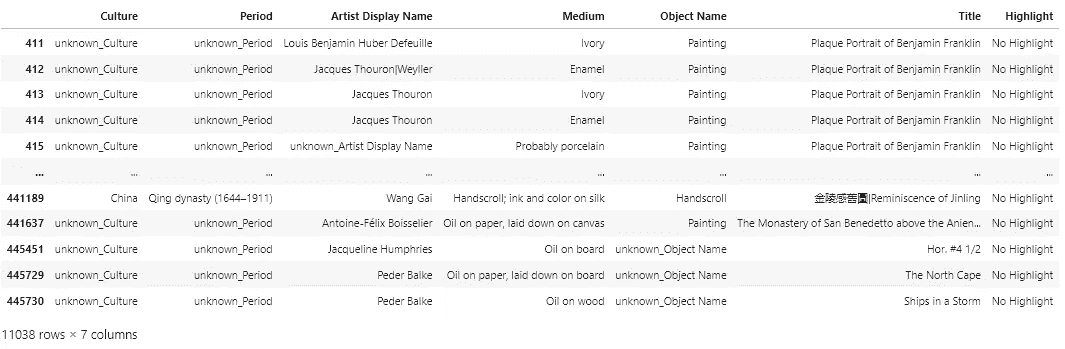 Culture Period Artist Display Name Medium Object Name Title Highlight
411 unknown_Culture unknown_Period Louis Benjamin Huber Defeuille Ivory Painting Plaque Portrait of Benjamin Franklin No Highlight
412 unknown_Culture unknown_Period Jacques Thouron|Weyller Enamel Painting Plaque Portrait of Benjamin Franklin No Highlight
413 unknown_Culture unknown_Period Jacques Thouron Ivory Painting Plaque Portrait of Benjamin Franklin No Highlight
414 unknown_Culture unknown_Period Jacques Thouron Enamel Painting Plaque Portrait of Benjamin Franklin No Highlight
415 unknown_Culture unknown_Period unknown_Artist Display Name Probably porcelain Painting Plaque Portrait of Benjamin Franklin No Highlight
... ... ... ... ... ... ... ...
441189 China Qing dynasty (1644–1911) Wang Gai Handscroll; ink and color on silk Handscroll 金陵感舊圖|Reminiscence of Jinling No Highlight
441637 unknown_Culture unknown_Period Antoine-Félix Boisselier Oil on paper, laid down on canvas Painting The Monastery of San Benedetto above the Anien... No Highlight
445451 unknown_Culture unknown_Period Jacqueline Humphries Oil on board unknown_Object Name Hor. #4 1/2 No Highlight
445729 unknown_Culture unknown_Period Peder Balke Oil on paper, laid down on board unknown_Object Name The North Cape No Highlight
445730 unknown_Culture unknown_Period Peder Balke Oil on wood unknown_Object Name Ships in a Storm No Highlight
11038 rows × 7 columns